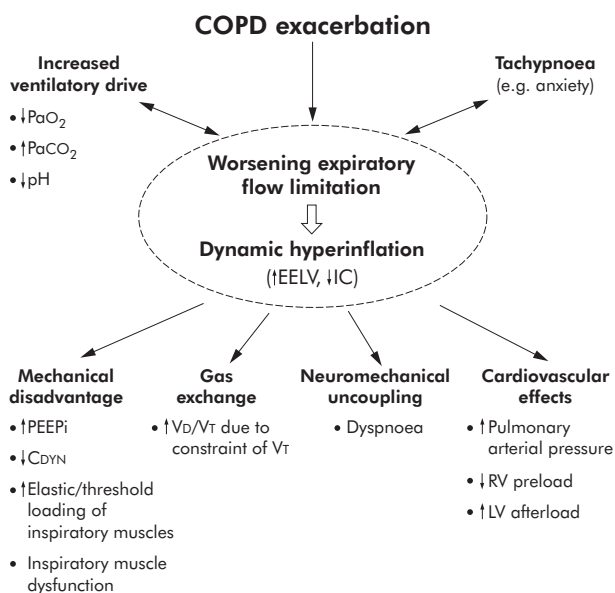 COPD exacerbation
Increased
ventilatory drive
• ↓PaO₂
• ↑PaCO₂
• ↓pH
Tachypnoea
(e.g. anxiety)
Worsening expiratory
flow limitation
Dynamic hyperinflation
(↑EELV, ↓IC)
Mechanical
disadvantage
• ↑PEEPi
• ↓CDYN
• ↑Elastic/threshold
loading of
inspiratory muscles
• Inspiratory muscle
dysfunction
Gas
exchange
• ↑VD/VT due to
constraint of VT
Neuromechanical
uncoupling
• Dyspnoea
Cardiovascular
effects
• ↑Pulmonary
arterial pressure
• ↓RV preload
• ↑LV afterload